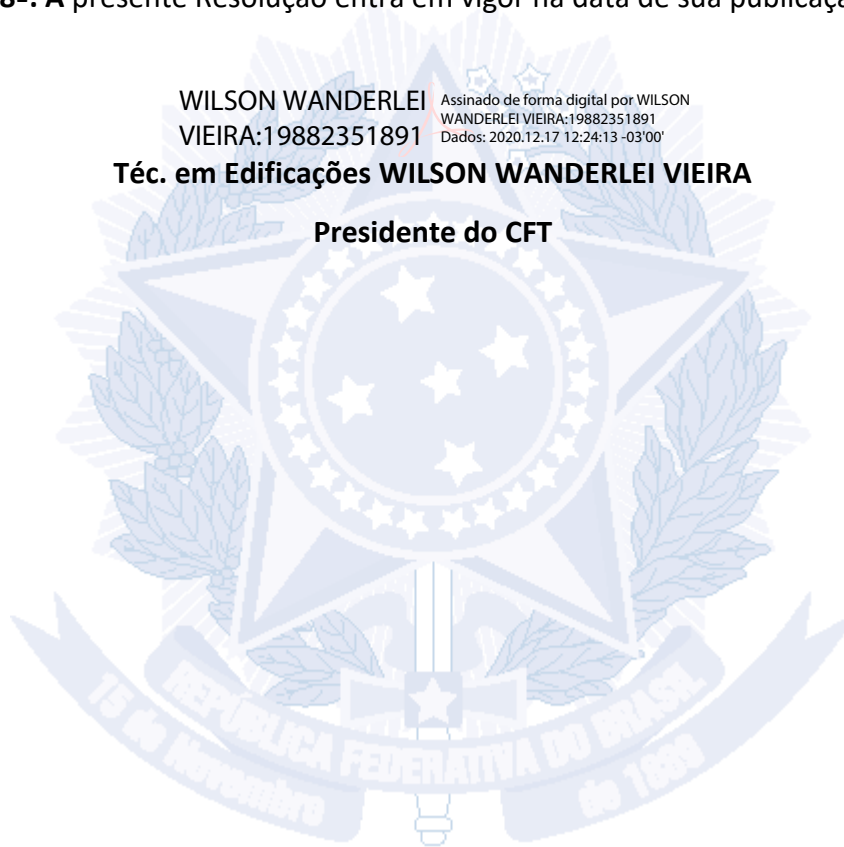 8º. A presente Resolução entra em vigor na data de sua
WILSON WANDERLEI
VIEIRA:19882351891
Assinado de forma digital por WILSON
WANDERLEI VIEIRA:19882351891
Dados: 2020.12.17 12:24:13 -03'00'
Téc. em Edificações WILSON WANDERLEI VIEIRA
Presidente do CFT
REPÚBLICA FEDERATIVA DO BRASIL
15 de Novembro de 1889